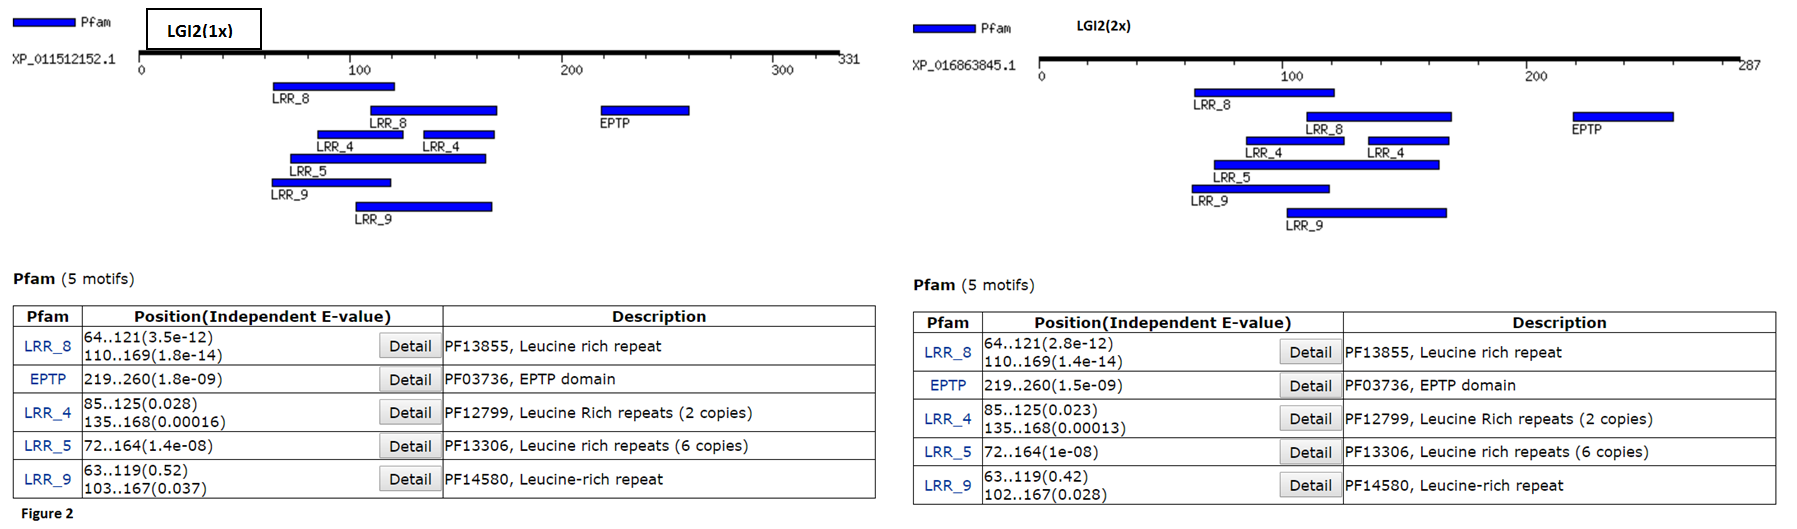 Pfam
LGI2(1x)
XP_011512152.1
0 100 200 300 331
LRR_8
LRR_8 EPTP
LRR_4 LRR_4
LRR_5
LRR_9
LRR_9
Pfam (5 motifs)
Pfam Position(Independent E-value) Description
LRR_8 64..121(3.5e-12)
110..169(1.8e-14) Detail PF13855, Leucine rich repeat
EPTP 219..260(1.8e-09) Detail PF03736, EPTP domain
LRR_4 85..125(0.028)
135..168(0.00016) Detail PF12799, Leucine Rich repeats (2 copies)
LRR_5 72..164(1.4e-08) Detail PF13306, Leucine rich repeats (6 copies)
LRR_9 63..119(0.52)
103..167(0.037) Detail PF14580, Leucine-rich repeat
Figure 2
Pfam
LGI2(2x)
XP_016863845.1
0 100 200 287
LRR_8
LRR_8 EPTP
LRR_4 LRR_4
LRR_5
LRR_9
LRR_9
Pfam (5 motifs)
Pfam Position(Independent E-value) Description
LRR_8 64..121(2.8e-12)
110..169(1.4e-14) Detail PF13855, Leucine rich repeat
EPTP 219..260(1.5e-09) Detail PF03736, EPTP domain
LRR_4 85..125(0.023)
135..168(0.00013) Detail PF12799, Leucine Rich repeats (2 copies)
LRR_5 72..164(1e-08) Detail PF13306, Leucine rich repeats (6 copies)
LRR_9 63..119(0.42)
102..167(0.028) Detail PF14580, Leucine-rich repeat